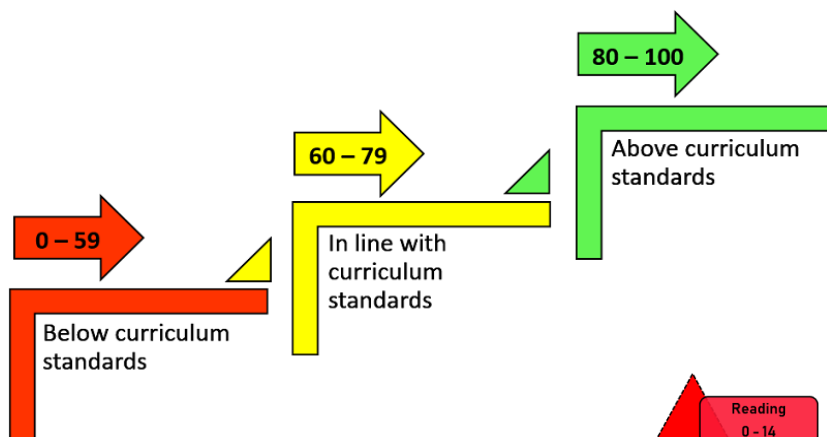 80 – 100
Above curriculum
standards
60 – 79
In line with
curriculum
standards
0 – 59
Below curriculum
standards
Reading
0 - 14